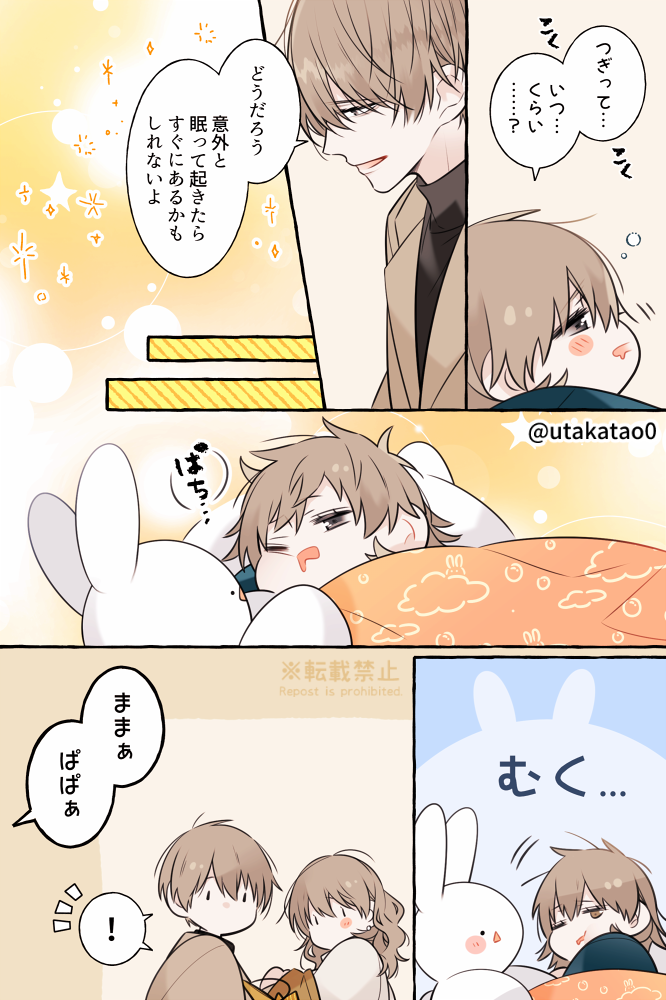 こく
つぎって…
いつ…
くらい
……?
こく
どうだろう
意外と
眠って起きたら
すぐにあるかも
しれないよ
@utakatao0
ぱち…
むく…
※転載禁止
Repost is prohibited.
ままぁ
ぱぱぁ
!